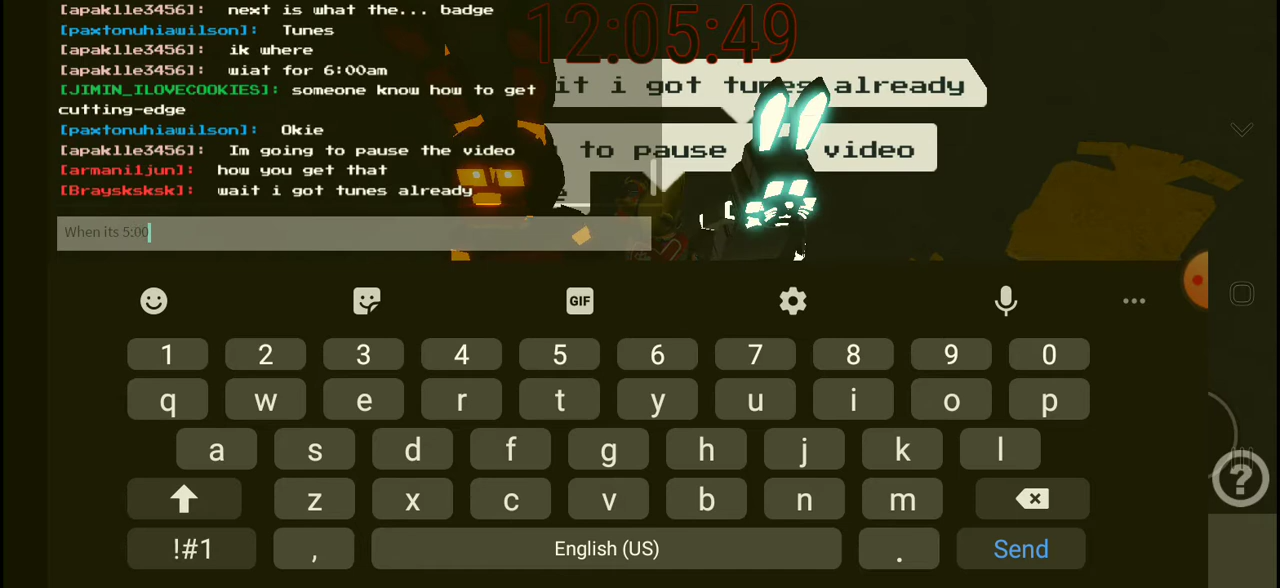 [apaklle3456]: next is what the... badge
[paxtonuhiawilson]: Tunes
[apaklle3456]: ik where
[apaklle3456]: wiat for 6:00am
[JIMIN_ILOVECOOKIES]: someone know how to get
cutting-edge
[paxtonuhiawilson]: Okie
[apaklle3456]: Im going to pause the video
[armani1jun]: how you get that
[Braysksksk]: wait i got tunes already
12:05:49
it i got tunes already
to pause video
When its 5:00
GIF
1 2 3 4 5 6 7 8 9 0
q w e r t y u i o p
a s d f g h j k l
z x c v b n m
!#1 , English (US) . Send
?